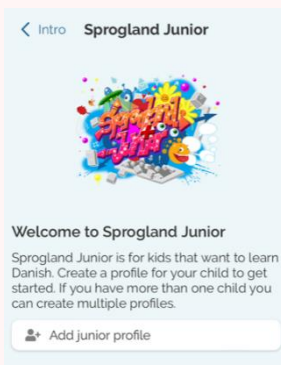 Intro Sprogland Junior
Sprogland
Junior
Welcome to Sprogland Junior
Sprogland Junior is for kids that want to learn
Danish. Create a profile for your child to get
started. If you have more than one child you
can create multiple profiles.
Add junior profile